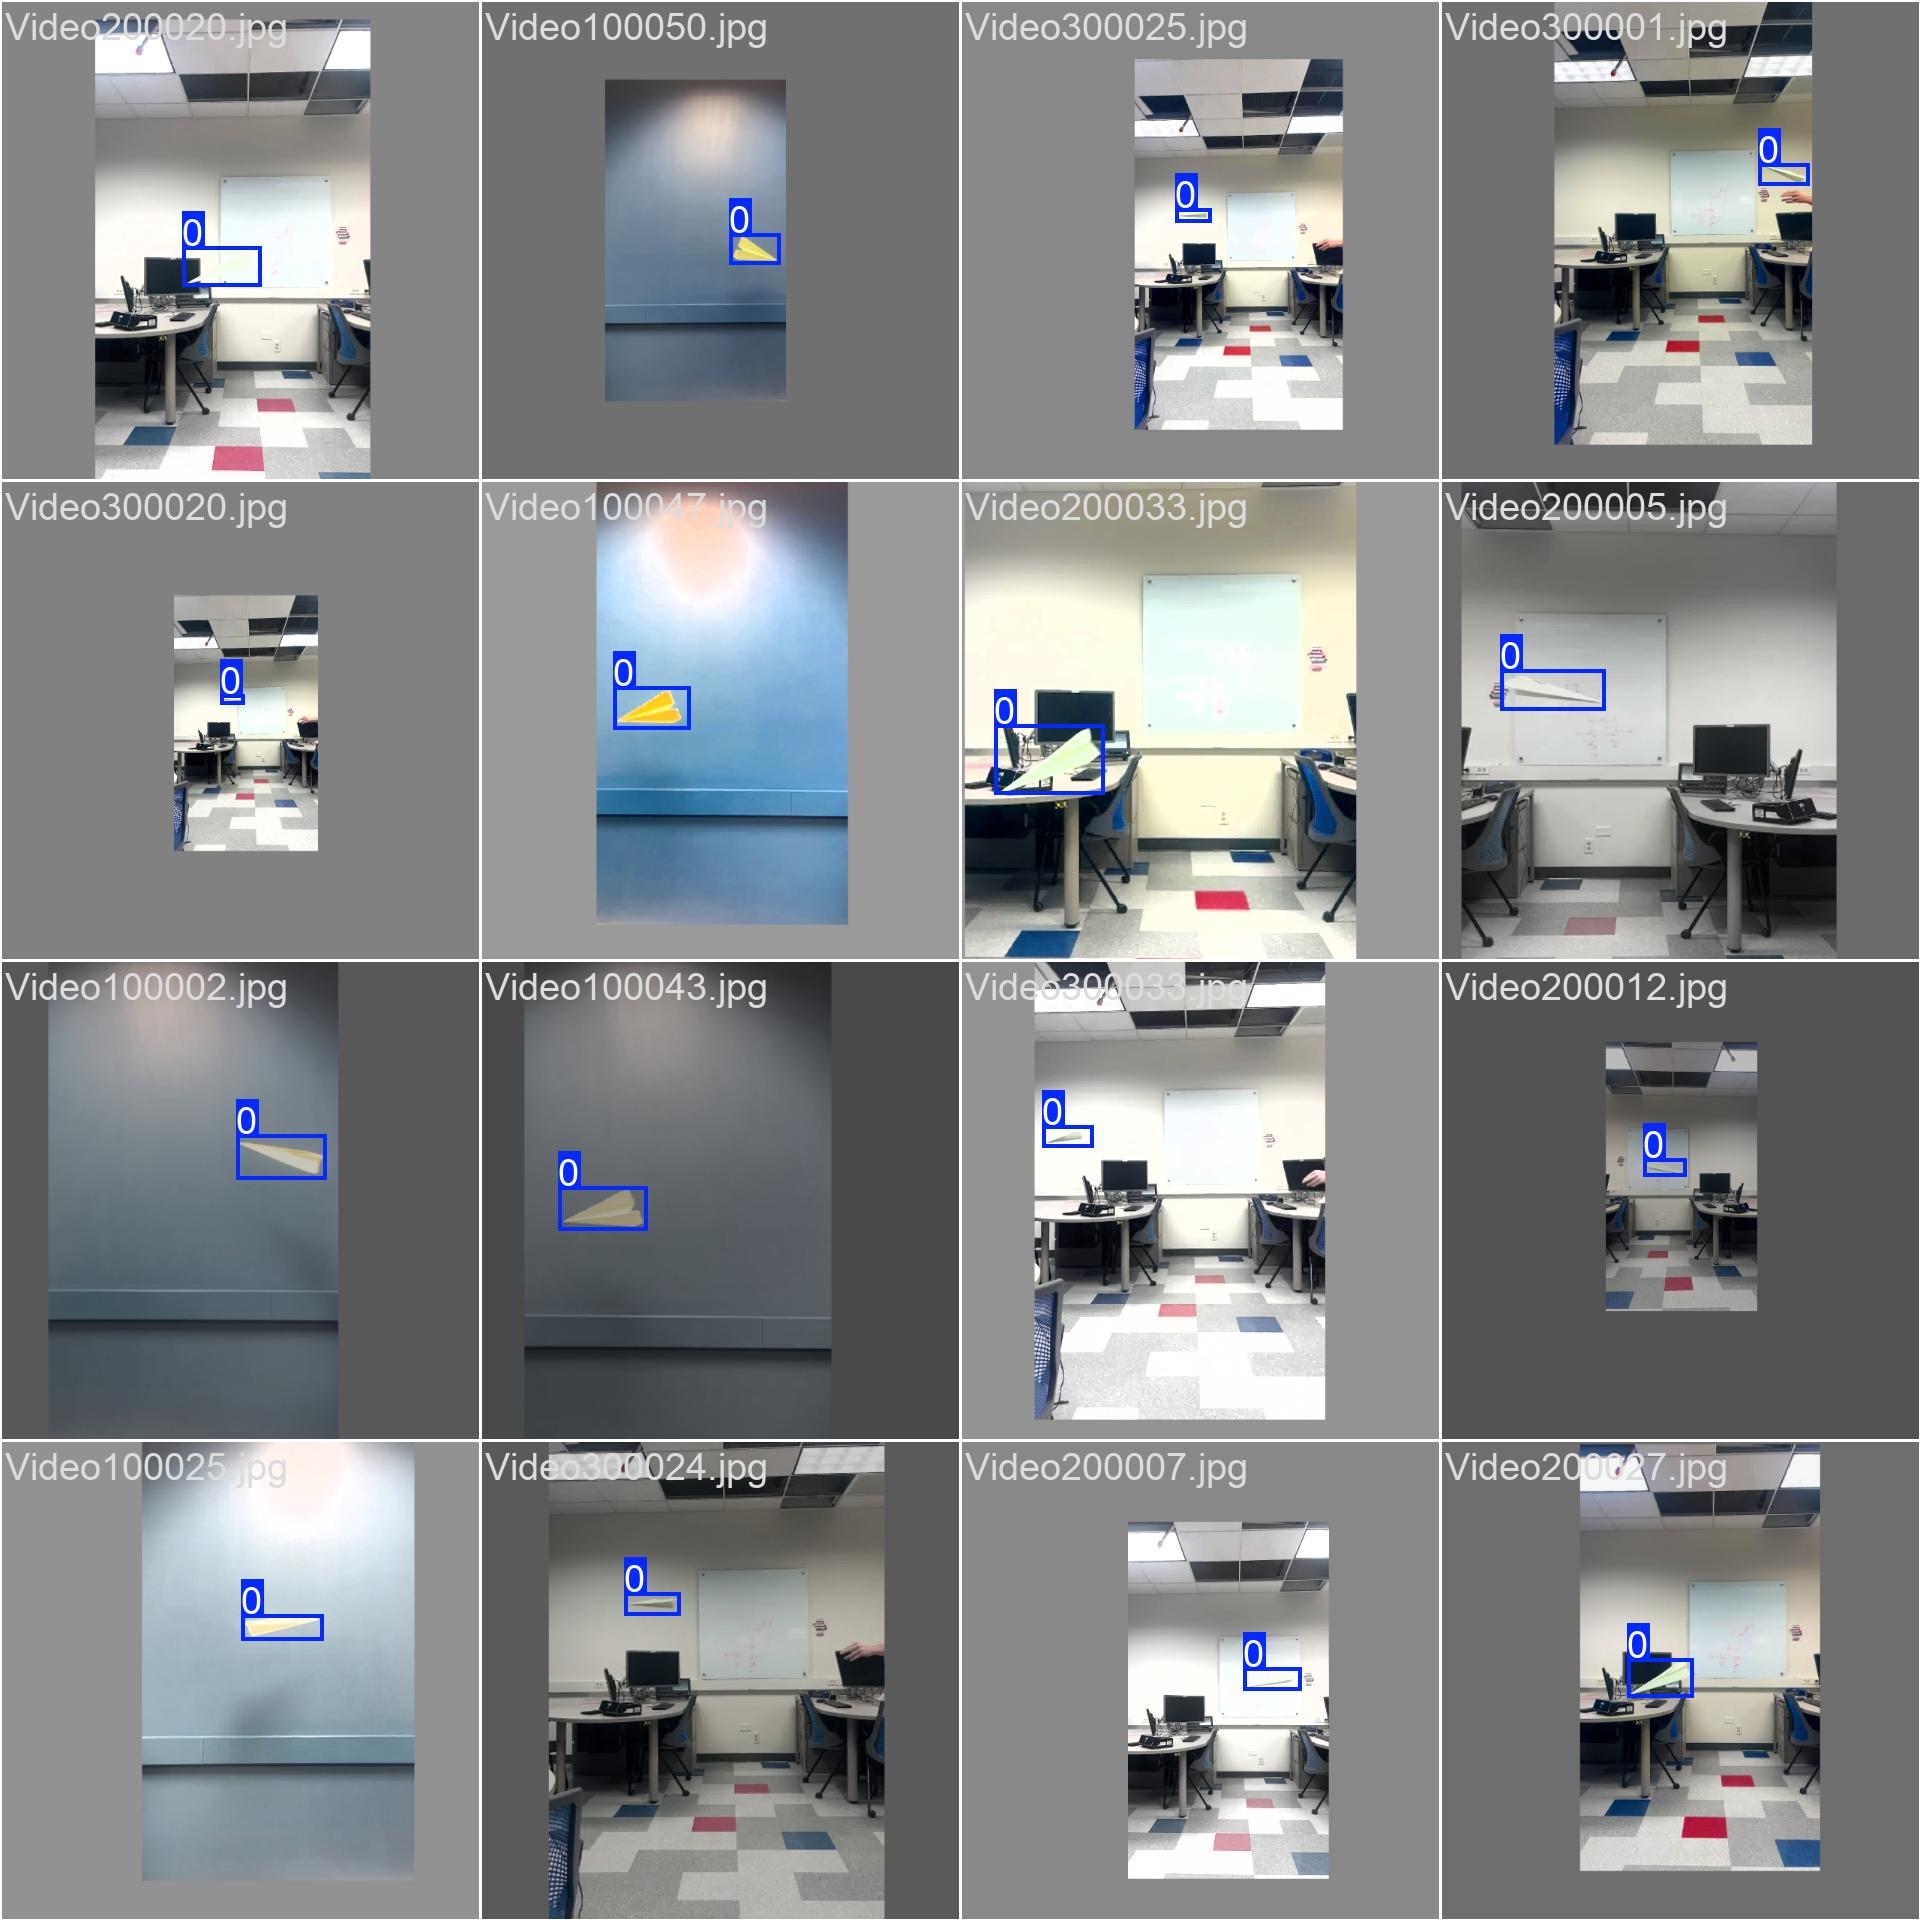 Video200020.jpg
0
Video100050.jpg
0
Video300025.jpg
0
Video300001.jpg
0
Video300020.jpg
0
Video100047.jpg
0
Video200033.jpg
0
Video200005.jpg
0
Video100002.jpg
0
Video100043.jpg
0
Video300033.jpg
0
Video200012.jpg
0
Video100025.jpg
0
Video300024.jpg
0
Video200007.jpg
0
Video200027.jpg
0